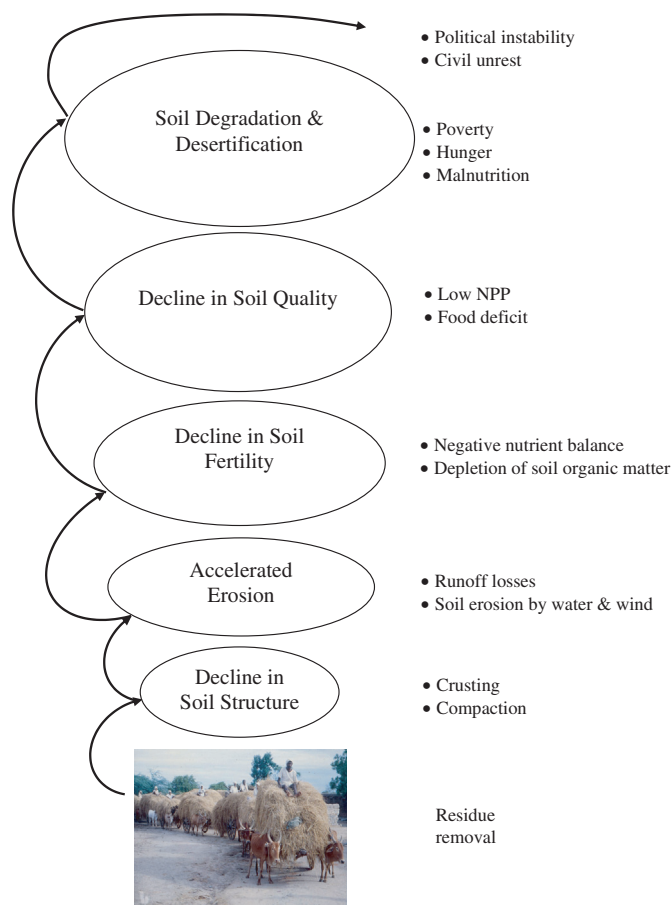 • Political instability
• Civil unrest
Soil Degradation &
Desertification
• Poverty
• Hunger
• Malnutrition
Decline in Soil Quality
• Low NPP
• Food deficit
Decline in Soil
Fertility
• Negative nutrient balance
• Depletion of soil organic matter
Accelerated
Erosion
• Runoff losses
• Soil erosion by water & wind
Decline in
Soil Structure
• Crusting
• Compaction
Residue
removal